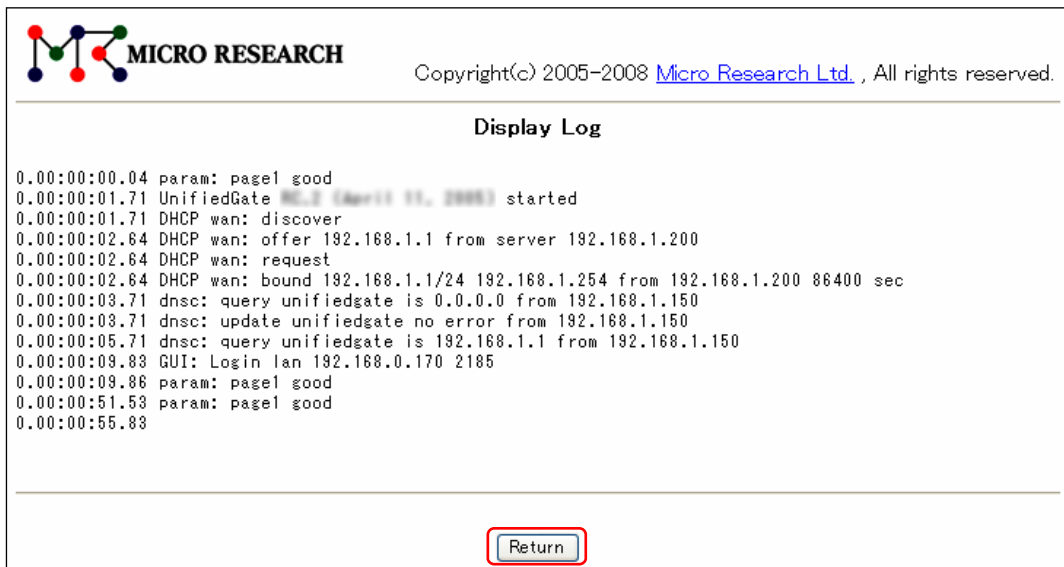 MICRO RESEARCH
Copyright(c) 2005-2008 Micro Research Ltd. , All rights reserved.
Display Log
0.00:00:00.04 param: page1 good
0.00:00:01.71 UnifiedGate started
0.00:00:01.71 DHCP wan: discover
0.00:00:02.64 DHCP wan: offer 192.168.1.1 from server 192.168.1.200
0.00:00:02.64 DHCP wan: request
0.00:00:02.64 DHCP wan: bound 192.168.1.1/24 192.168.1.254 from 192.168.1.200 86400 sec
0.00:00:03.71 dnsc: query unifiedgate is 0.0.0.0 from 192.168.1.150
0.00:00:03.71 dnsc: update unifiedgate no error from 192.168.1.150
0.00:00:05.71 dnsc: query unifiedgate is 192.168.1.1 from 192.168.1.150
0.00:00:09.83 GUI: Login lan 192.168.0.170 2185
0.00:00:09.86 param: page1 good
0.00:00:51.53 param: page1 good
0.00:00:55.83
Return